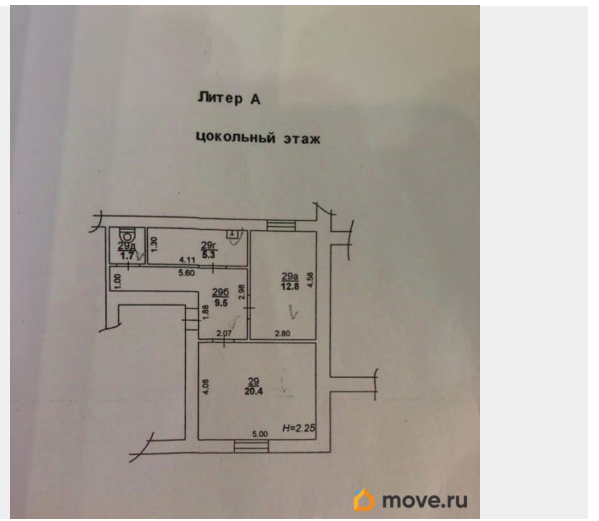 Литер А
цокольный этаж
29д
1.7
1.30
29г
5.3
4.11
5.60
1.00
29б
9.5
2.98
1.88
2.07
29а
12.8
4.58
2.80
29
20.4
4.08
5.00
H=2.25
move.ru